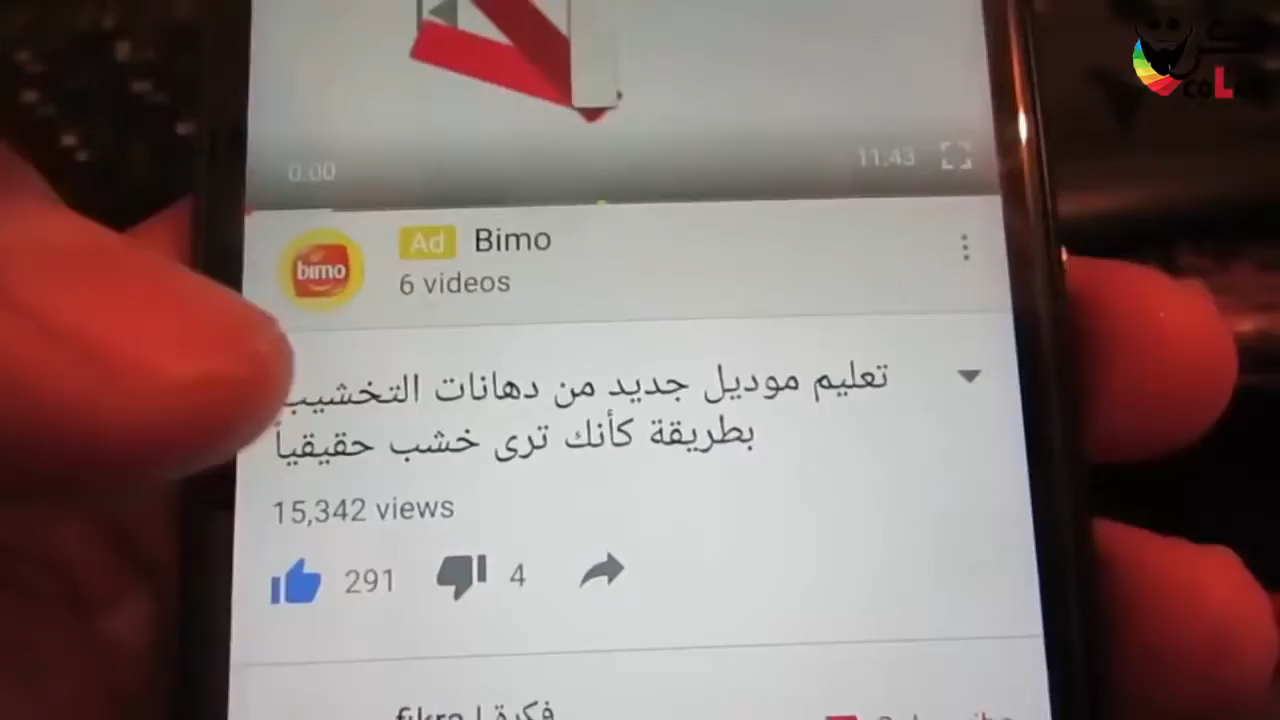 0:00
11:43
bimo
Ad Bimo
6 videos
تعليم موديل جديد من دهانات التخشيب
بطريقة كأنك ترى خشب حقيقياً
15,342 views
291
4
fikra | فكرة